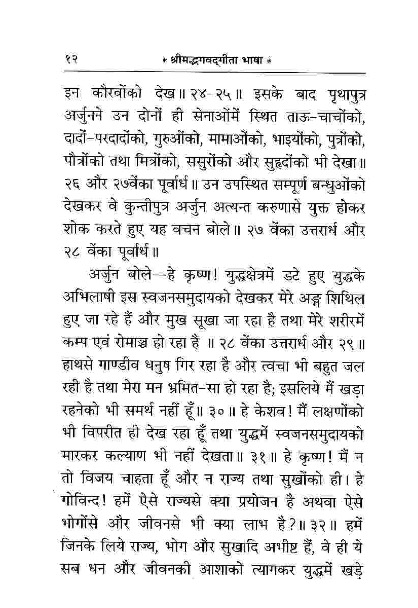 १२ * श्रीमद्भगवद्‌गीता भाषा *
इन कौरवोंको देख॥ २४-२५॥ इसके बाद पृथापुत्र
अर्जुनने उन दोनों ही सेनाओंमें स्थित ताऊ-चाचोंको,
दादों-परदादोंको, गुरुओंको, मामाओंको, भाइयोंको, पुत्रोंको,
पौत्रोंको तथा मित्रोंको, ससुरोंको और सुहृदोंको भी देखा॥
२६ और २७वेंका पूर्वार्ध॥ उन उपस्थित सम्पूर्ण बन्धुओंको
देखकर वे कुन्तीपुत्र अर्जुन अत्यन्त करुणासे युक्त होकर
शोक करते हुए यह वचन बोले॥ २७ वेंका उत्तरार्ध और
२८ वेंका पूर्वार्ध॥
अर्जुन बोले—हे कृष्ण! युद्धक्षेत्रमें डटे हुए युद्धके
अभिलाषी इस स्वजनसमुदायको देखकर मेरे अङ्ग शिथिल
हुए जा रहे हैं और मुख सूखा जा रहा है तथा मेरे शरीरमें
कम्प एवं रोमाञ्च हो रहा है ॥ २८ वेंका उत्तरार्ध और २९॥
हाथसे गाण्डीव धनुष गिर रहा है और त्वचा भी बहुत जल
रही है तथा मेरा मन भ्रमित-सा हो रहा है; इसलिये मैं खड़ा
रहनेको भी समर्थ नहीं हूँ॥ ३०॥ हे केशव! मैं लक्षणोंको
भी विपरीत ही देख रहा हूँ तथा युद्धमें स्वजनसमुदायको
मारकर कल्याण भी नहीं देखता॥ ३१॥ हे कृष्ण! मैं न
तो विजय चाहता हूँ और न राज्य तथा सुखोंको ही। हे
गोविन्द! हमें ऐसे राज्यसे क्या प्रयोजन है अथवा ऐसे
भोगोंसे और जीवनसे भी क्या लाभ है?॥ ३२॥ हमें
जिनके लिये राज्य, भोग और सुखादि अभीष्ट हैं, वे ही ये
सब धन और जीवनकी आशाको त्यागकर युद्धमें खड़े